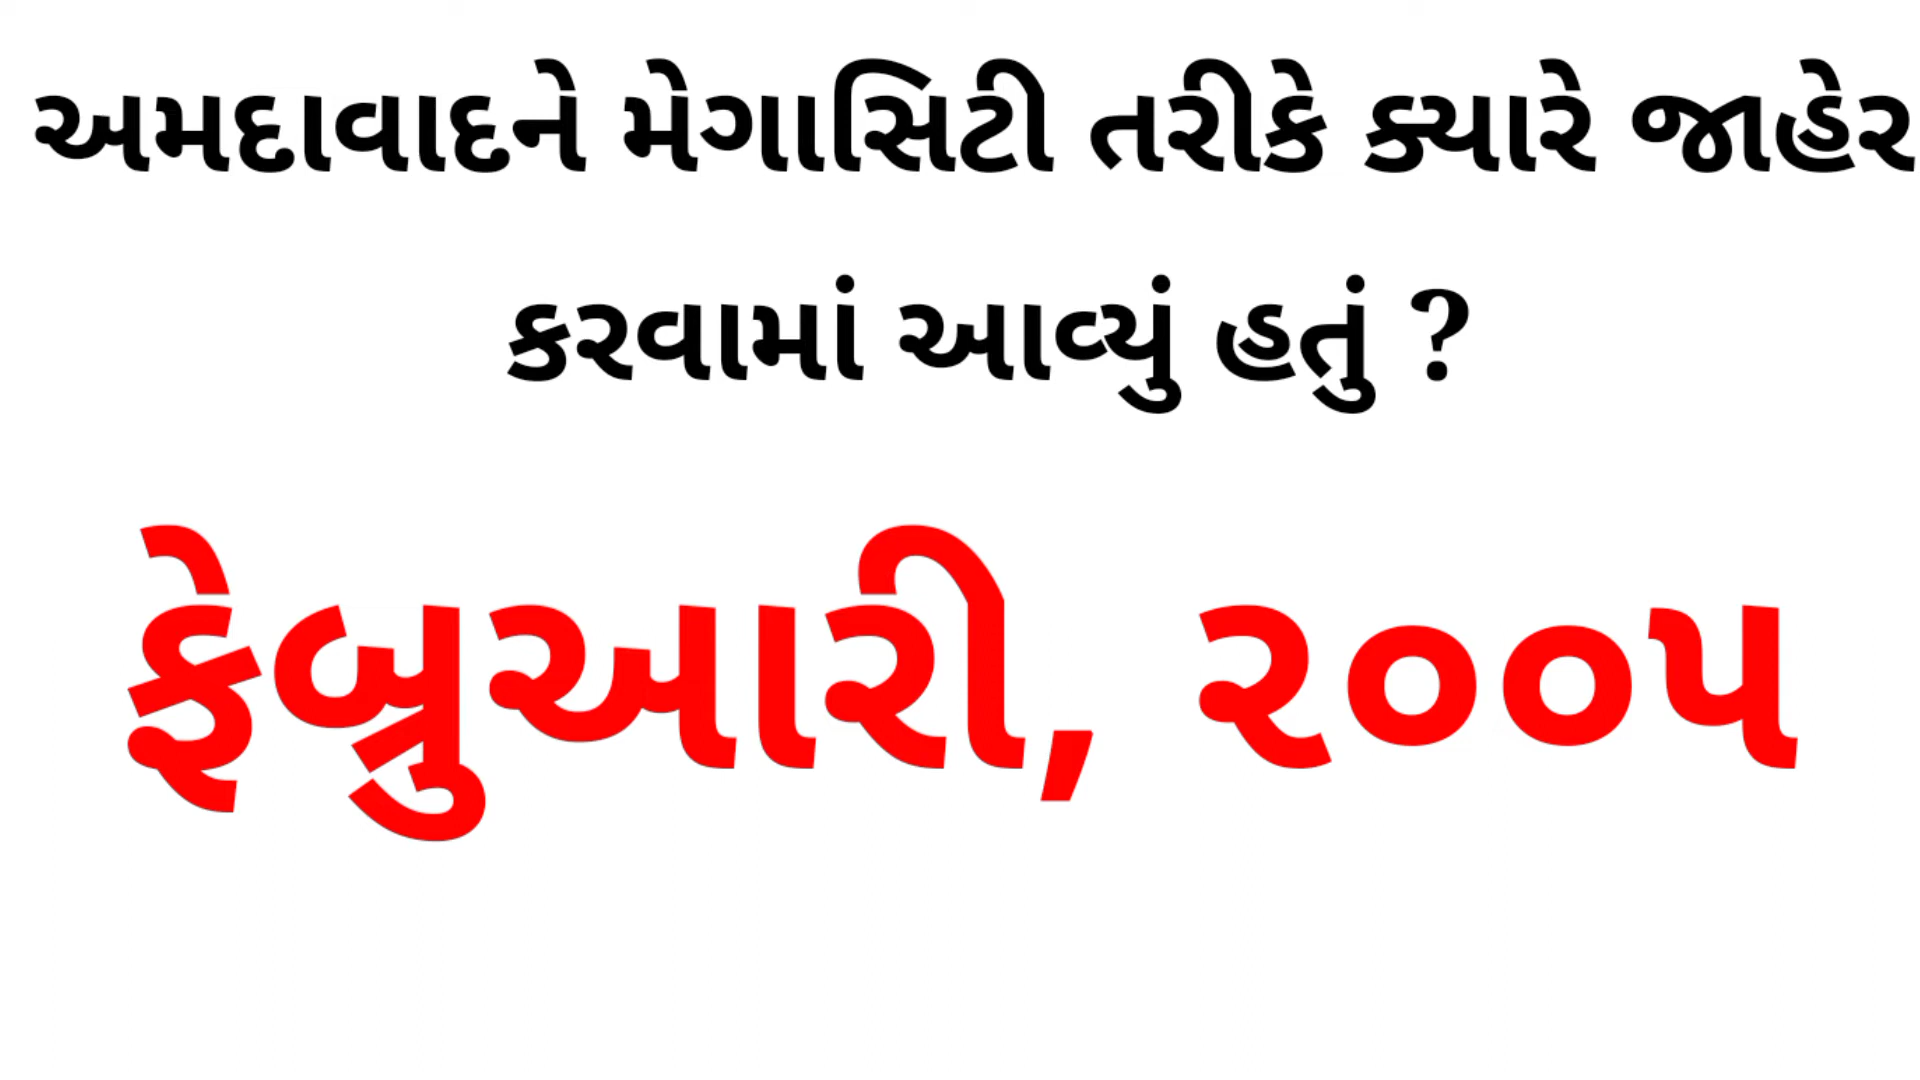 અમદાવાદને મેગાસિટી તરીકે ક્યારે જાહેર
કરવામાં આવ્યું હતું ?
ફેબ્રુઆરી, ૨૦૦૫